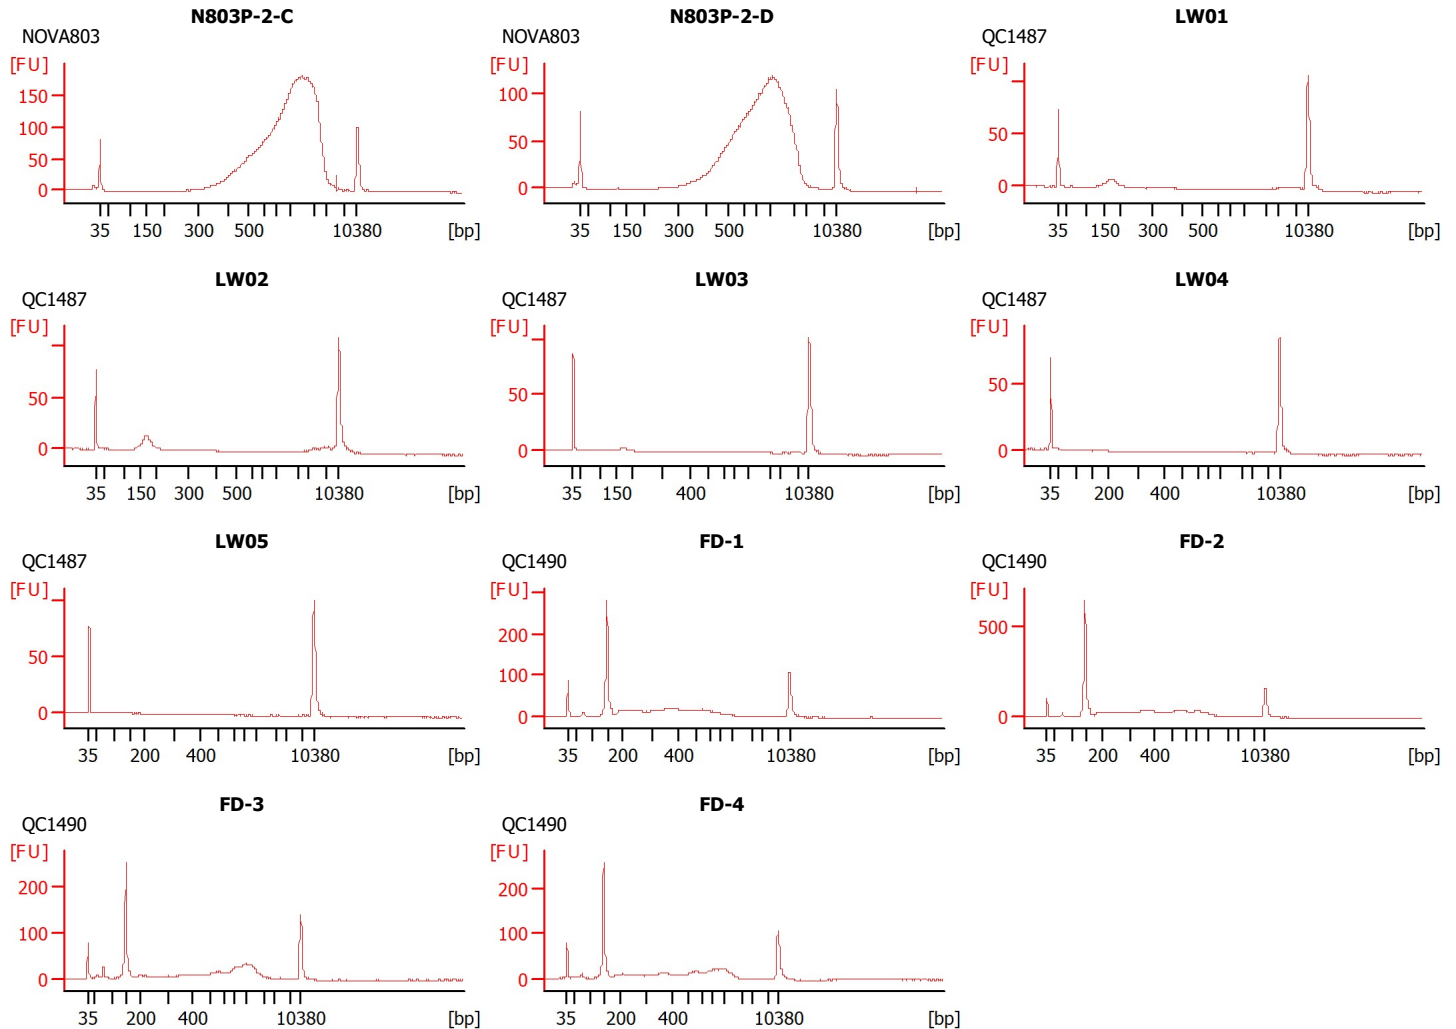 N803P-2-C
NOVA803
[FU]
150
100
50
0
35 150 300 500 10380 [bp]
N803P-2-D
NOVA803
[FU]
100
50
0
35 150 300 500 10380 [bp]
LW01
QC1487
[FU]
50
0
35 150 300 500 10380 [bp]
LW02
QC1487
[FU]
50
0
35 150 300 500 10380 [bp]
LW03
QC1487
[FU]
50
0
35 150 400 10380 [bp]
LW04
QC1487
[FU]
50
0
35 200 400 10380 [bp]
LW05
QC1487
[FU]
50
0
35 200 400 10380 [bp]
FD-1
QC1490
[FU]
200
100
0
35 200 400 10380 [bp]
FD-2
QC1490
[FU]
500
0
35 200 400 10380 [bp]
FD-3
QC1490
[FU]
200
100
0
35 200 400 10380 [bp]
FD-4
QC1490
[FU]
200
100
0
35 200 400 10380 [bp]